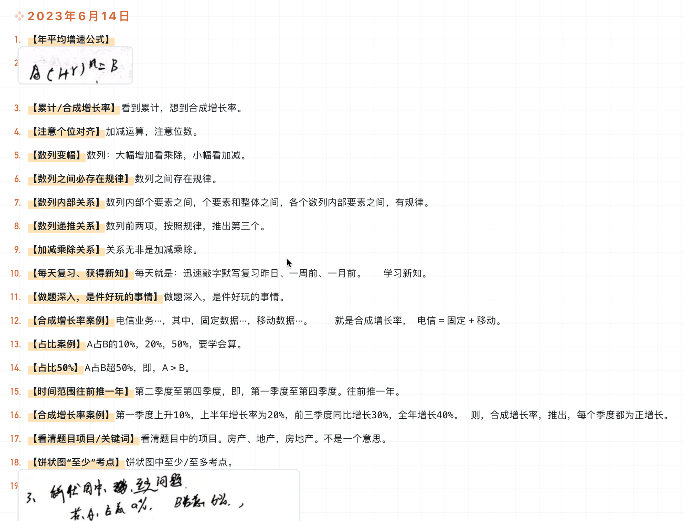 2023年6月14日
1. 【年平均增速公式】
2
A(1+r)ⁿ=B
3. 【累计/合成增长率】看到累计，想到合成增长率。
4. 【注意个位对齐】加减运算，注意位数。
5. 【数列变幅】数列：大幅增加看乘除，小幅看加减。
6. 【数列之间必存在规律】数列之间存在规律。
7. 【数列内部关系】数列内部个要素之间，个要素和整体之间，各个数列内部要素之间，有规律。
8. 【数列递推关系】数列前两项，按照规律，推出第三个。
9. 【加减乘除关系】关系无非是加减乘除。
10. 【每天复习、获得新知】每天就是：迅速敲字默写复习昨日、一周前、一月前。 学习新知。
11. 【做题深入，是件好玩的事情】做题深入，是件好玩的事情。
12. 【合成增长率案例】电信业务…，其中，固定数据…，移动数据…。 就是合成增长率， 电信 = 固定 + 移动。
13. 【占比案例】A占B的10%，20%，50%，要学会算。
14. 【占比50%】A占B超50%，即，A > B。
15. 【时间范围往前推一年】第二季度至第四季度，即，第一季度至第四季度。往前推一年。
16. 【合成增长率案例】第一季度上升10%，上半年增长率为20%，前三季度同比增长30%，全年增长40%。 则，合成增长率，推出，每个季度都为正增长。
17. 【看清题目项目/关键词】看清题目中的项目。房产、地产，房地产。不是一个意思。
18. 【饼状图“至少”考点】饼状图中至少/至多考点。
19
3、饼状图中，至少问题
若，A，占表a%， B占表，b%，